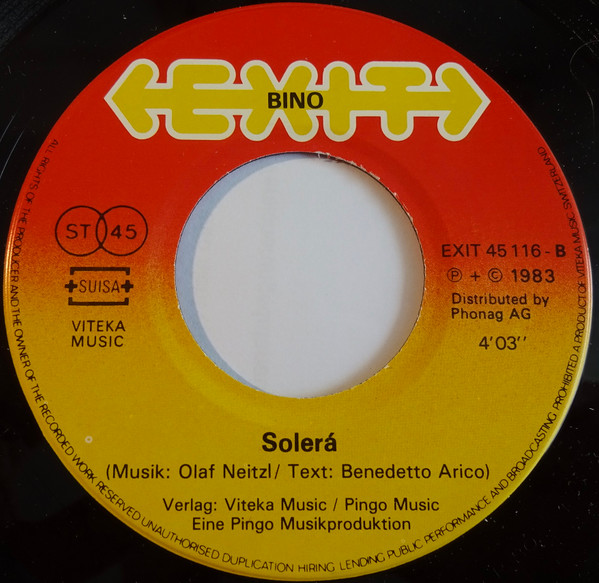 EXIT
BINO
ST 45
SUISA
VITEKA
MUSIC
EXIT 45 116 - B
Ⓟ + © 1983
Distributed by
Phonag AG
4'03''
Solerá
(Musik: Olaf Neitzl / Text: Benedetto Arico)
Verlag: Viteka Music / Pingo Music
Eine Pingo Musikproduktion
ALL RIGHTS OF THE PRODUCER AND THE OWNER OF THE RECORDED WORK RESERVED UNAUTHORISED DUPLICATION HIRING LENDING PUBLIC PERFORMANCE AND BROADCASTING PROHIBITED A PRODUCT OF VITEKA MUSIC SWITZERLAND